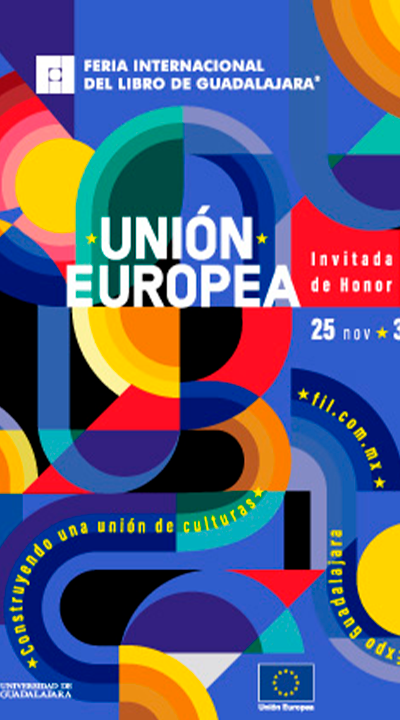 FERIA INTERNACIONAL
DEL LIBRO DE GUADALAJARA®
UNIÓN
EUROPEA
Invitada
de Honor
25 nov ★ 3
★fil.com.mx★
★Construyendo una unión de culturas★
Expo Guadalajara
UNIVERSIDAD DE
GUADALAJARA
Unión Europea